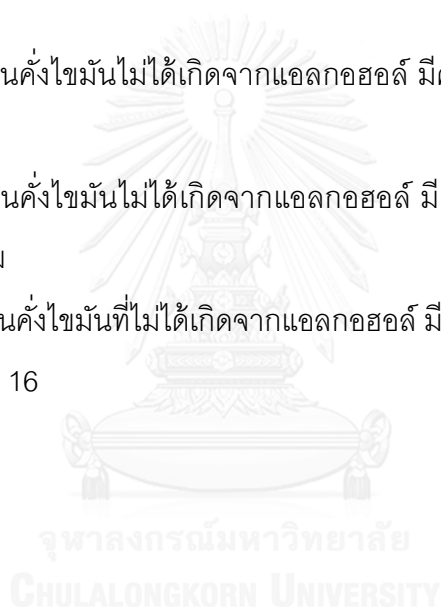 นคั่งไขมันไม่ได้เกิดจากแอลกอฮอล์ มี
นคั่งไขมันไม่ได้เกิดจากแอลกอฮอล์ มี
นคั่งไขมันที่ไม่ได้เกิดจากแอลกอฮอล์ มี
16
จุฬาลงกรณ์มหาวิทยาลัย
CHULALONGKORN UNIVERSITY